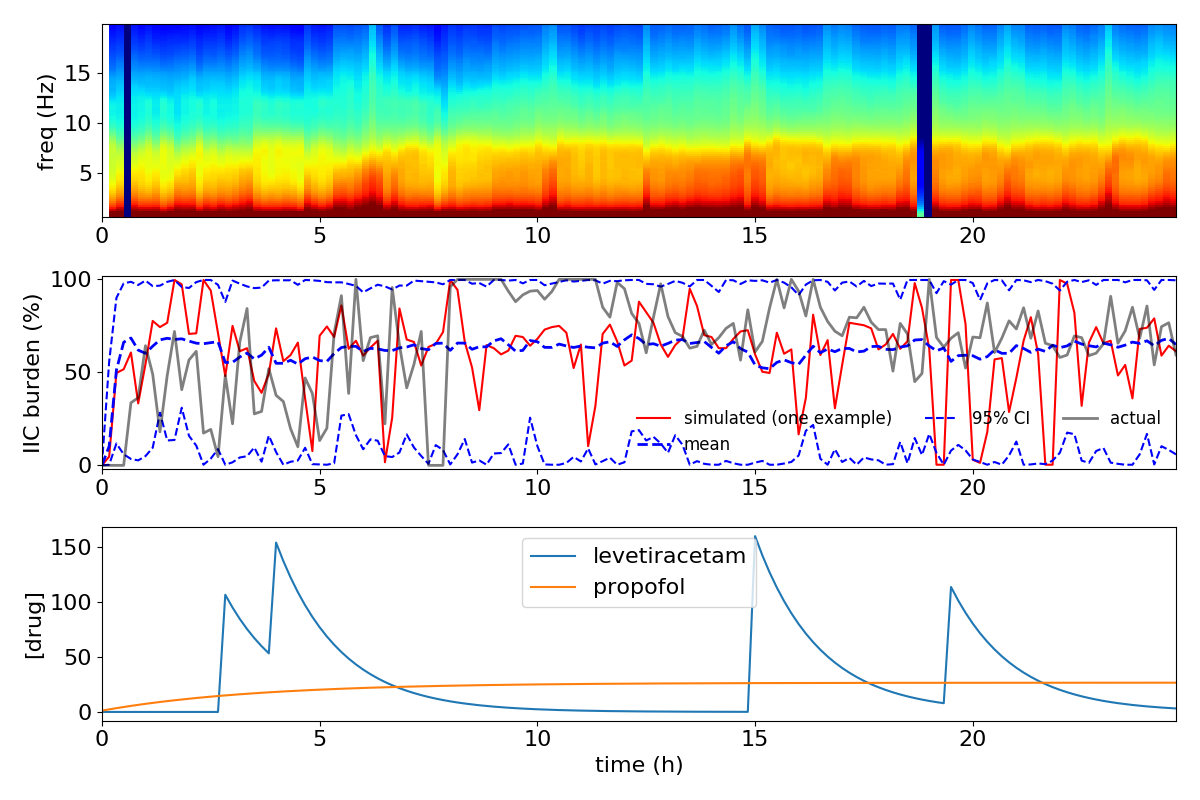 freq (Hz)
15
10
5
0 5 10 15 20
IIC burden (%)
100
50
0
simulated (one example) 95% CI actual
mean
0 5 10 15 20
[drug]
150
100
50
0
levetiracetam
propofol
0 5 10 15 20
time (h)